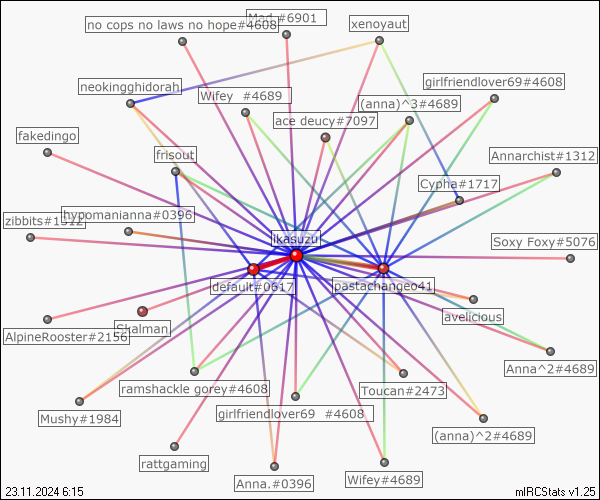 no cops no laws no hope#4608
Mad #6901
xenoyaut
neokingghidorah
Wifey #4689
girlfriendlover69#4608
(anna)^3#4689
ace deucy#7097
fakedingo
frisout
Annarchist#1312
Cypha#1717
zibbits#1312
hypomanianna#0396
ikasuzu
Soxy Foxy#5076
default#0617
pastachangeo41
avelicious
Shalman
AlpineRooster#2156
Anna^2#4689
ramshackle gorey#4608
Toucan#2473
Mushy#1984
girlfriendlover69 #4608
(anna)^2#4689
rattgaming
Anna.#0396
Wifey#4689
23.11.2024 6:15
mIRCStats v1.25